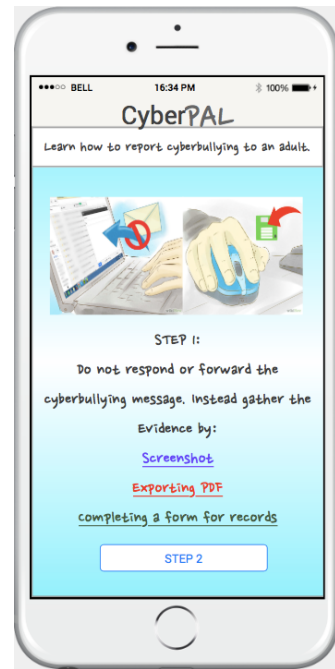 BELL 16:34 PM 100%
CyberPAL
Learn how to report cyberbullying to an adult.
STEP 1:
Do not respond or forward the
cyberbullying message. Instead gather the
Evidence by:
Screenshot
Exporting PDF
completing a form for records
STEP 2